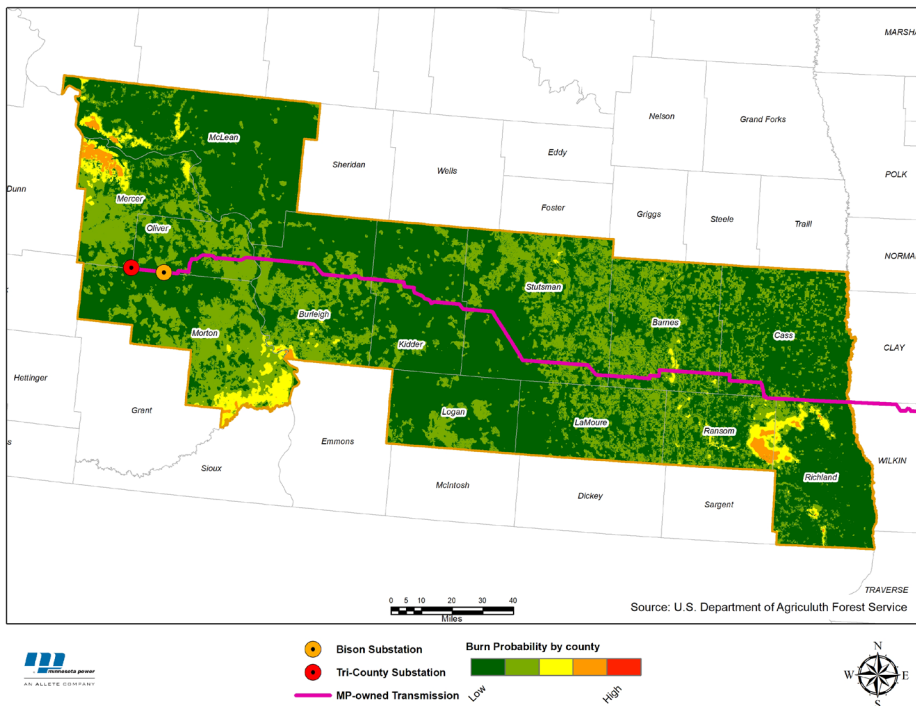 MARSHA
Nelson
Grand Forks
McLean
Eddy
Sheridan
Wells
POLK
Dunn
Mercer
Foster
Griggs
Steele
Traill
Oliver
NORMA
Stutsman
Burleigh
Barnes
Cass
Morton
Kidder
CLAY
Hettinger
Grant
Logan
LaMoure
Ransom
Emmons
WILKIN
Sioux
Richland
McIntosh
Dickey
Sargent
TRAVERSE
0 5 10 20 30 40
Miles
Source: U.S. Department of Agriculuth Forest Service
minnesota power
AN ALLETE COMPANY
Bison Substation
Tri-County Substation
MP-owned Transmission
Burn Probability by county
Low
High
N
W
E
S